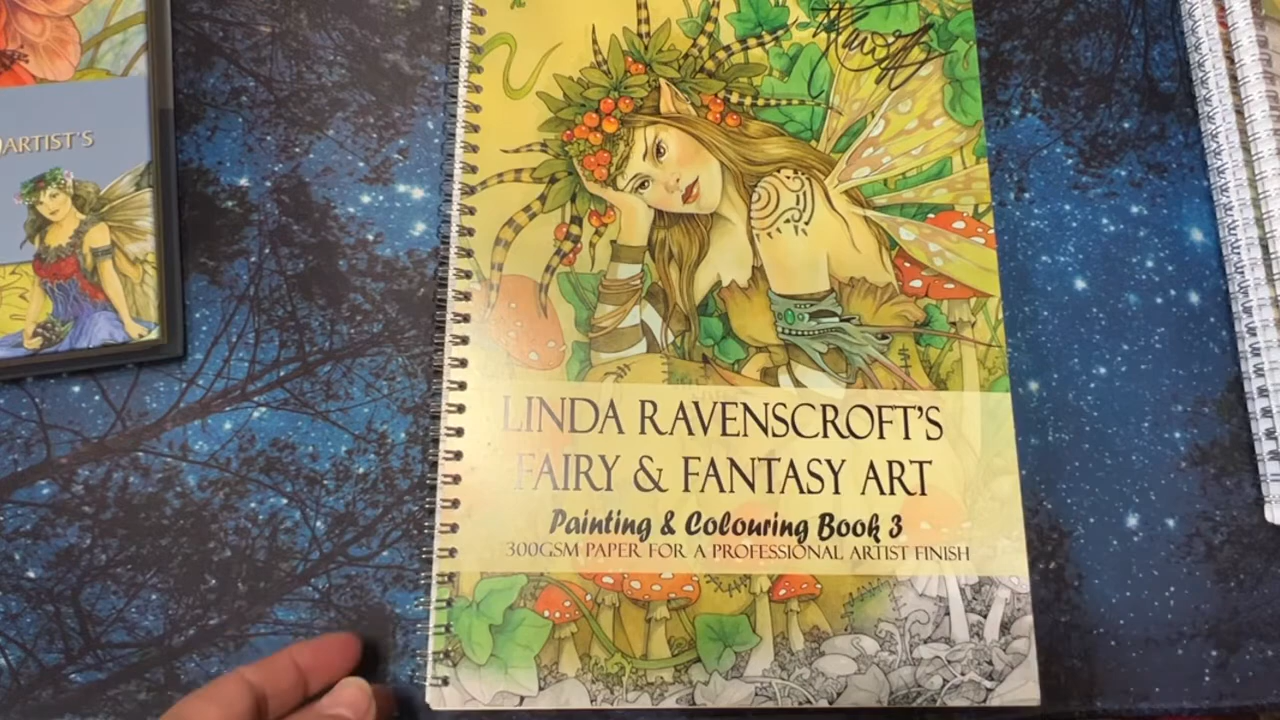 ARTIST'S
LINDA RAVENSCROFT'S
FAIRY & FANTASY ART
Painting & Colouring Book 3
300GSM PAPER FOR A PROFESSIONAL ARTIST FINISH